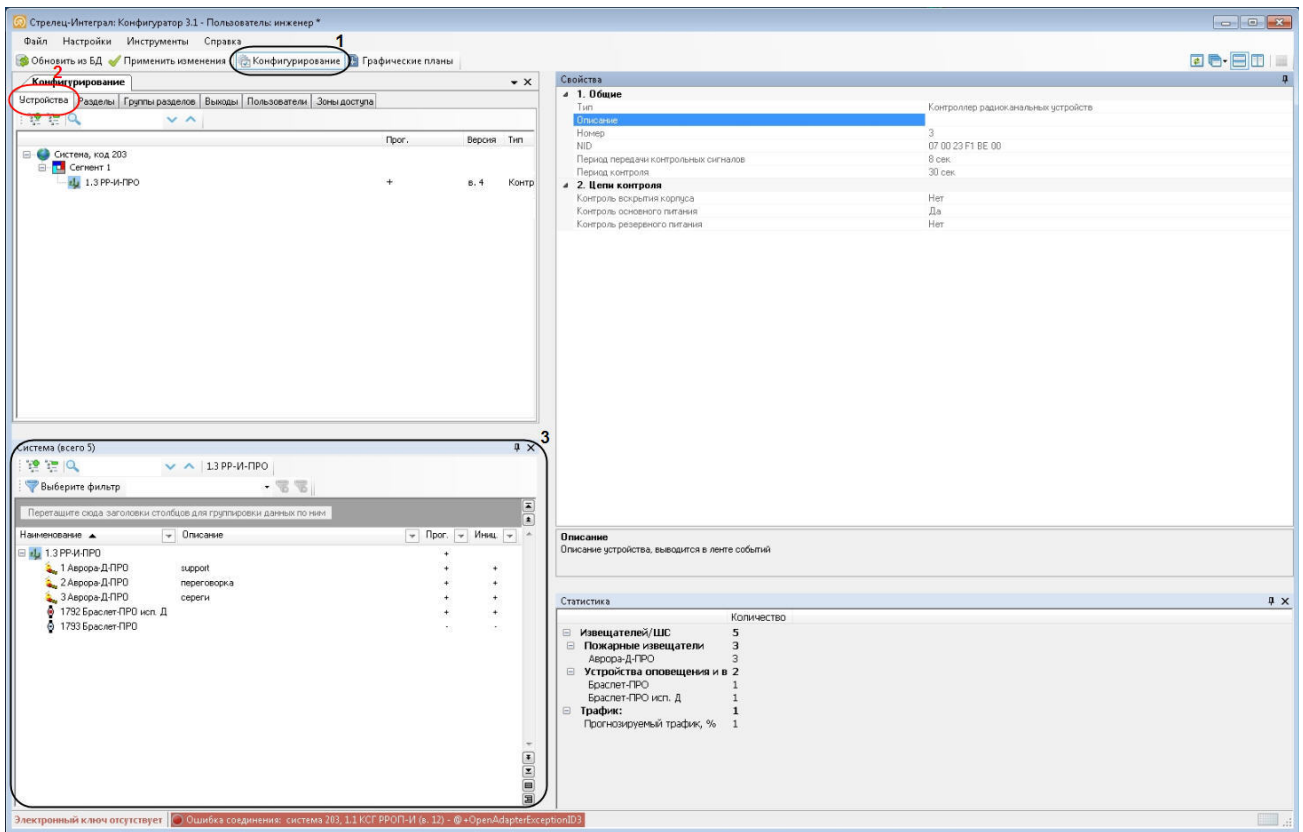 Стрелец-Интеграл: Конфигуратор 3.1 - Пользователь: инженер *
Файл Настройки Инструменты Справка
1
Обновить из БД Применить изменения Конфигурирование Графические планы
2
Конфигурирование
Устройства Разделы Группы разделов Выходы Пользователи Зоны доступа
Прог. Версия Тип
Система, код 203
Сегмент 1
1.3 РР-И-ПРО + в. 4 Контр
Свойства
1. Общие
Тип Контроллер радиоканальных устройств
Описание
Номер 3
NID 07 00 23 F1 BE 00
Период передачи контрольных сигналов 8 сек
Период контроля 30 сек
2. Цепи контроля
Контроль вскрытия корпуса Нет
Контроль основного питания Да
Контроль резервного питания Нет
3
Система (всего 5)
1.3 РР-И-ПРО
Выберите фильтр
Перетащите сюда заголовки столбцов для группировки данных по ним
Наименование Описание Прог. Иниц.
1.3 РР-И-ПРО +
1 Аврора-Д-ПРО support + +
2 Аврора-Д-ПРО переговорка + +
3 Аврора-Д-ПРО сереги + +
1792 Браслет-ПРО исп. Д + +
1793 Браслет-ПРО - -
Описание
Описание устройства, выводится в ленте событий
Статистика
Количество
Извещателей/ШС 5
Пожарные извещатели 3
Аврора-Д-ПРО 3
Устройства оповещения и в 2
Браслет-ПРО 1
Браслет-ПРО исп. Д 1
Трафик: 1
Прогнозируемый трафик, % 1
Электронный ключ отсутствует Ошибка соединения: система 203, 1.1 КСГ РРОП-И (в. 12) - @+OpenAdapterExceptionID3